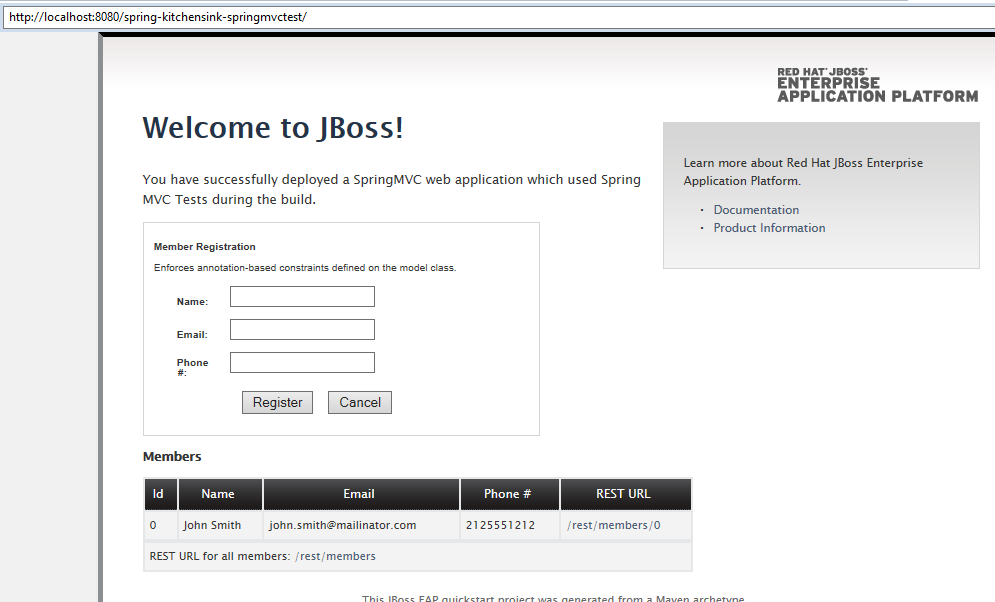 http://localhost:8080/spring-kitchensink-springmvctest/
RED HAT® JBOSS®
ENTERPRISE
APPLICATION PLATFORM
Welcome to JBoss!
You have successfully deployed a SpringMVC web application which used Spring
MVC Tests during the build.
Learn more about Red Hat JBoss Enterprise
Application Platform.
• Documentation
• Product Information
Member Registration
Enforces annotation-based constraints defined on the model class.
Name:
Email:
Phone
#:
Register Cancel
Members
Id Name Email Phone # REST URL
0 John Smith john.smith@mailinator.com 2125551212 /rest/members/0
REST URL for all members: /rest/members
This JBoss EAP quickstart project was generated from a Maven archetype